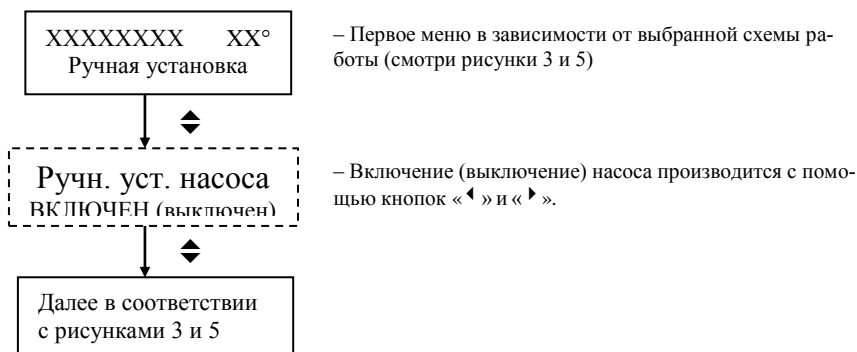 XXXXXXXX XX°
Ручная установка
– Первое меню в зависимости от выбранной схемы ра-
боты (смотри рисунки 3 и 5)
Ручн. уст. насоса
ВКЛЮЧЕН (выключен)
– Включение (выключение) насоса производится с помо-
щью кнопок « » и « ».
Далее в соответствии
с рисунками 3 и 5